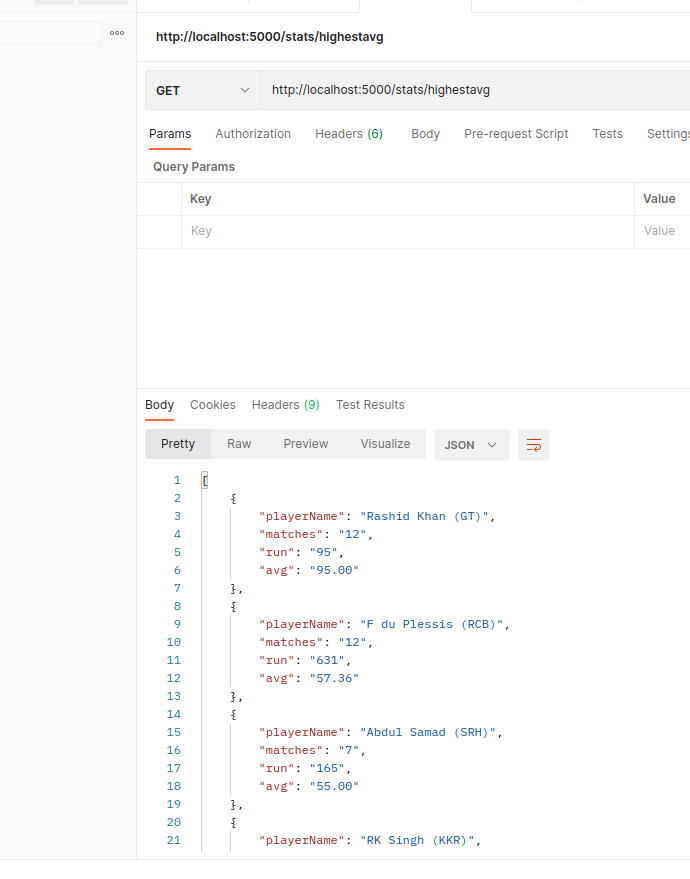 http://localhost:5000/stats/highestavg
GET http://localhost:5000/stats/highestavg
Params Authorization Headers (6) Body Pre-request Script Tests Settings
Query Params
Key Value
Key Value
Body Cookies Headers (9) Test Results
Pretty Raw Preview Visualize JSON
1 [
2 {
3 "playerName": "Rashid Khan (GT)",
4 "matches": "12",
5 "run": "95",
6 "avg": "95.00"
7 },
8 {
9 "playerName": "F du Plessis (RCB)",
10 "matches": "12",
11 "run": "631",
12 "avg": "57.36"
13 },
14 {
15 "playerName": "Abdul Samad (SRH)",
16 "matches": "7",
17 "run": "165",
18 "avg": "55.00"
19 },
20 {
21 "playerName": "RK Singh (KKR)",